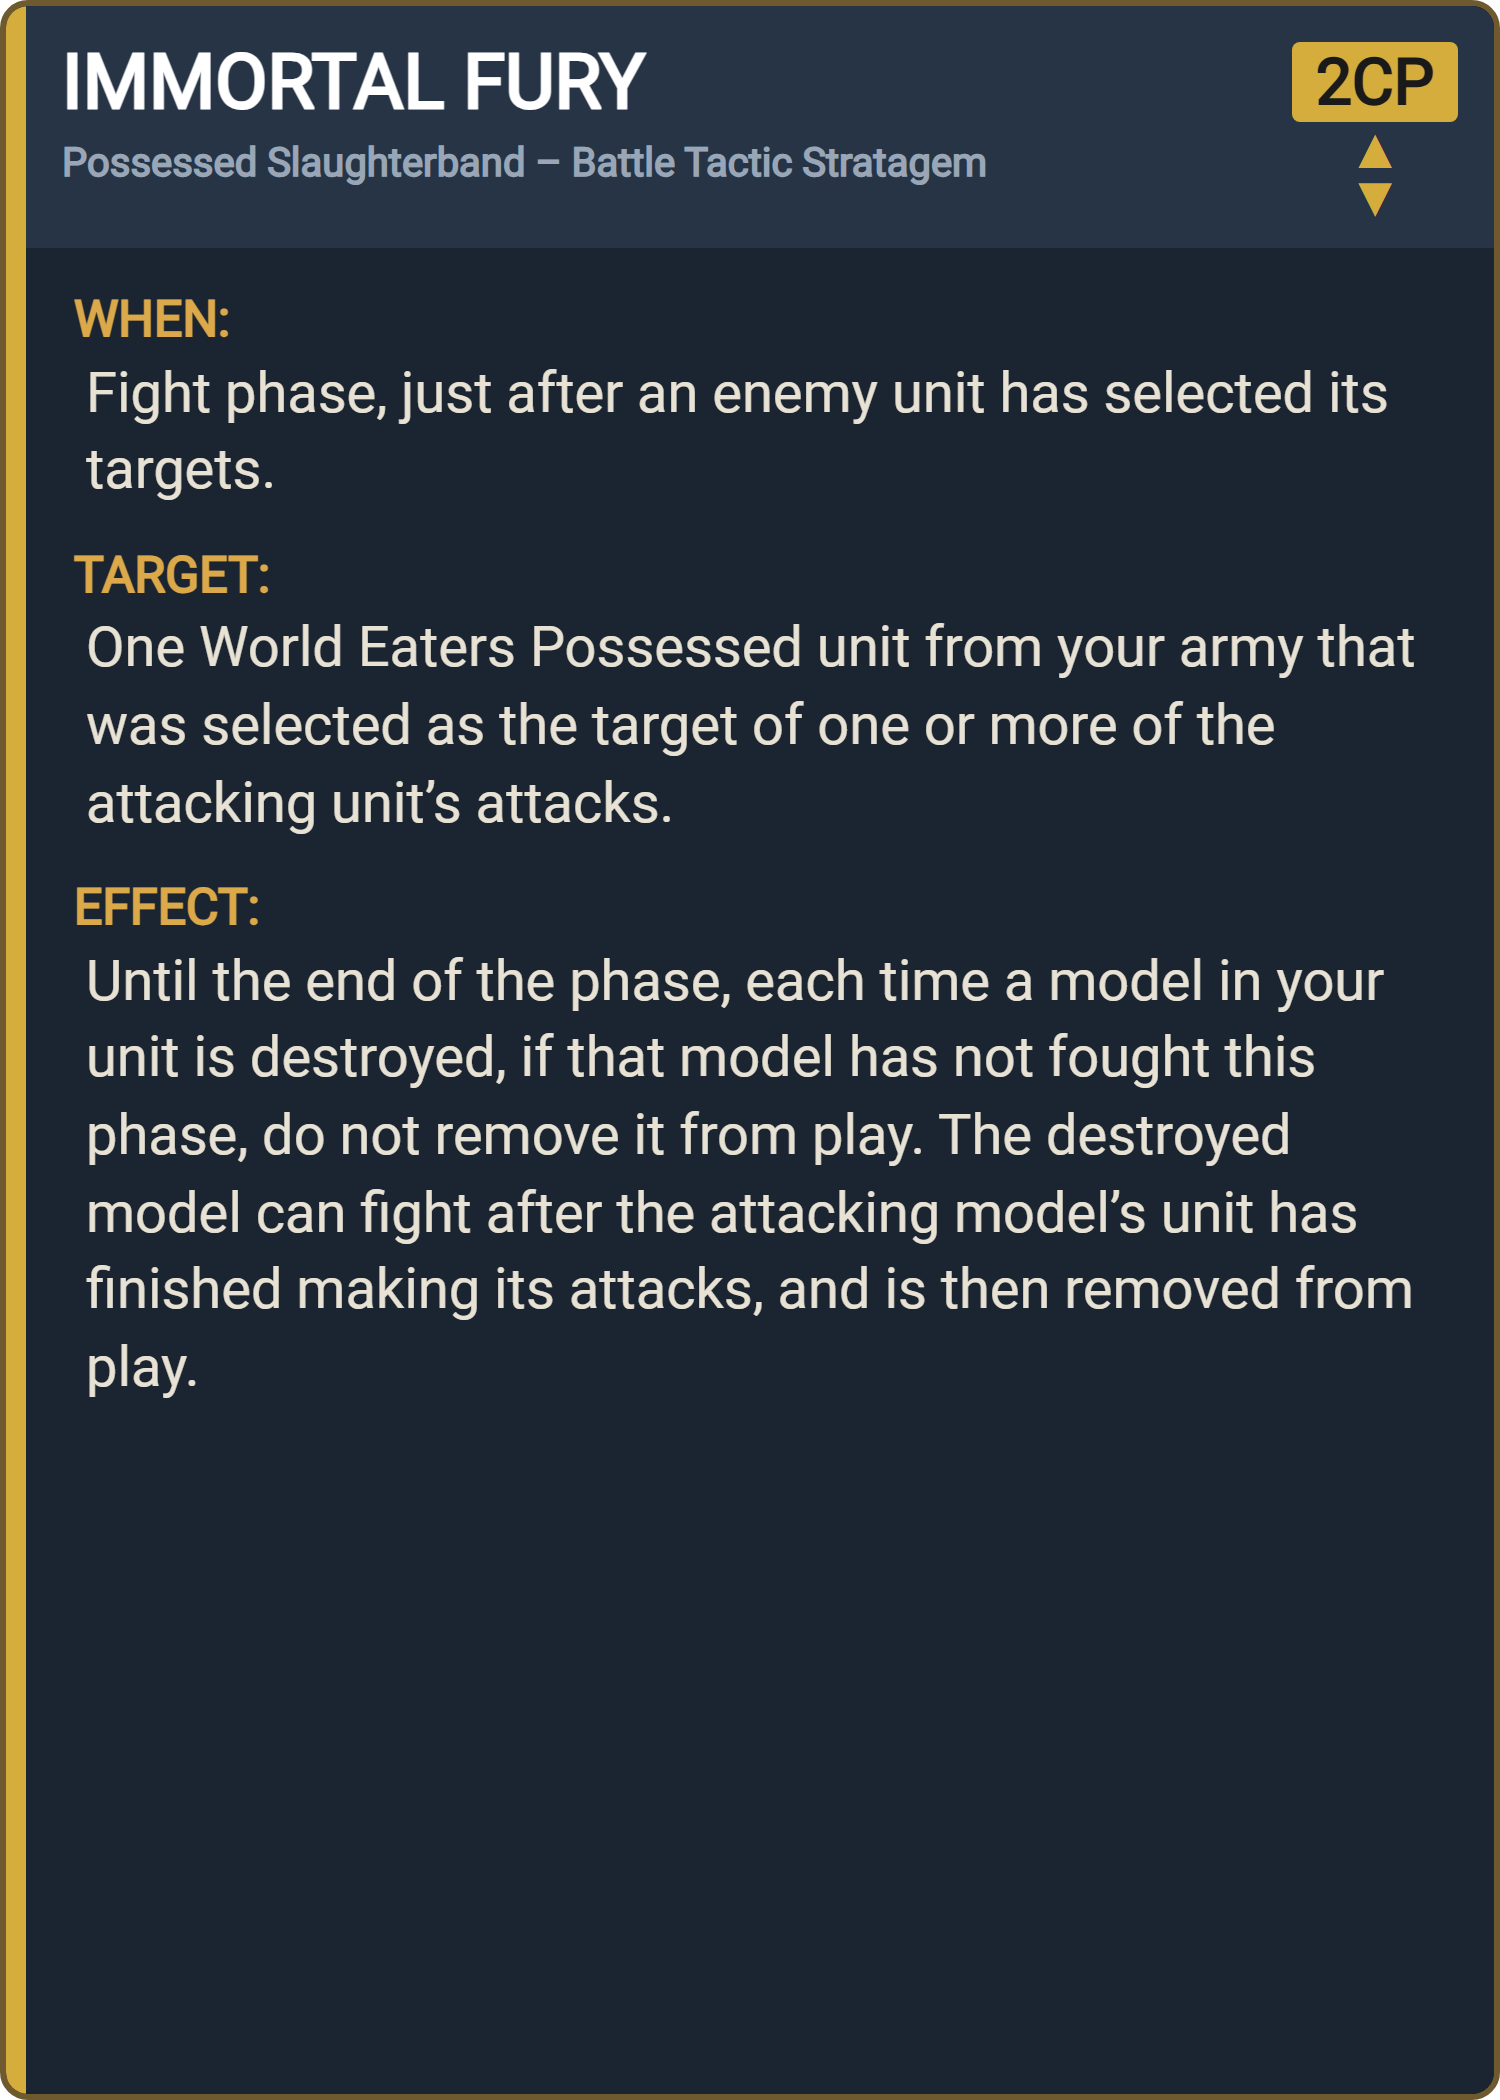 IMMORTAL FURY
2CP
Possessed Slaughterband – Battle Tactic Stratagem
▲
▼
WHEN:
Fight phase, just after an enemy unit has selected its
targets.
TARGET:
One World Eaters Possessed unit from your army that
was selected as the target of one or more of the
attacking unit’s attacks.
EFFECT:
Until the end of the phase, each time a model in your
unit is destroyed, if that model has not fought this
phase, do not remove it from play. The destroyed
model can fight after the attacking model’s unit has
finished making its attacks, and is then removed from
play.